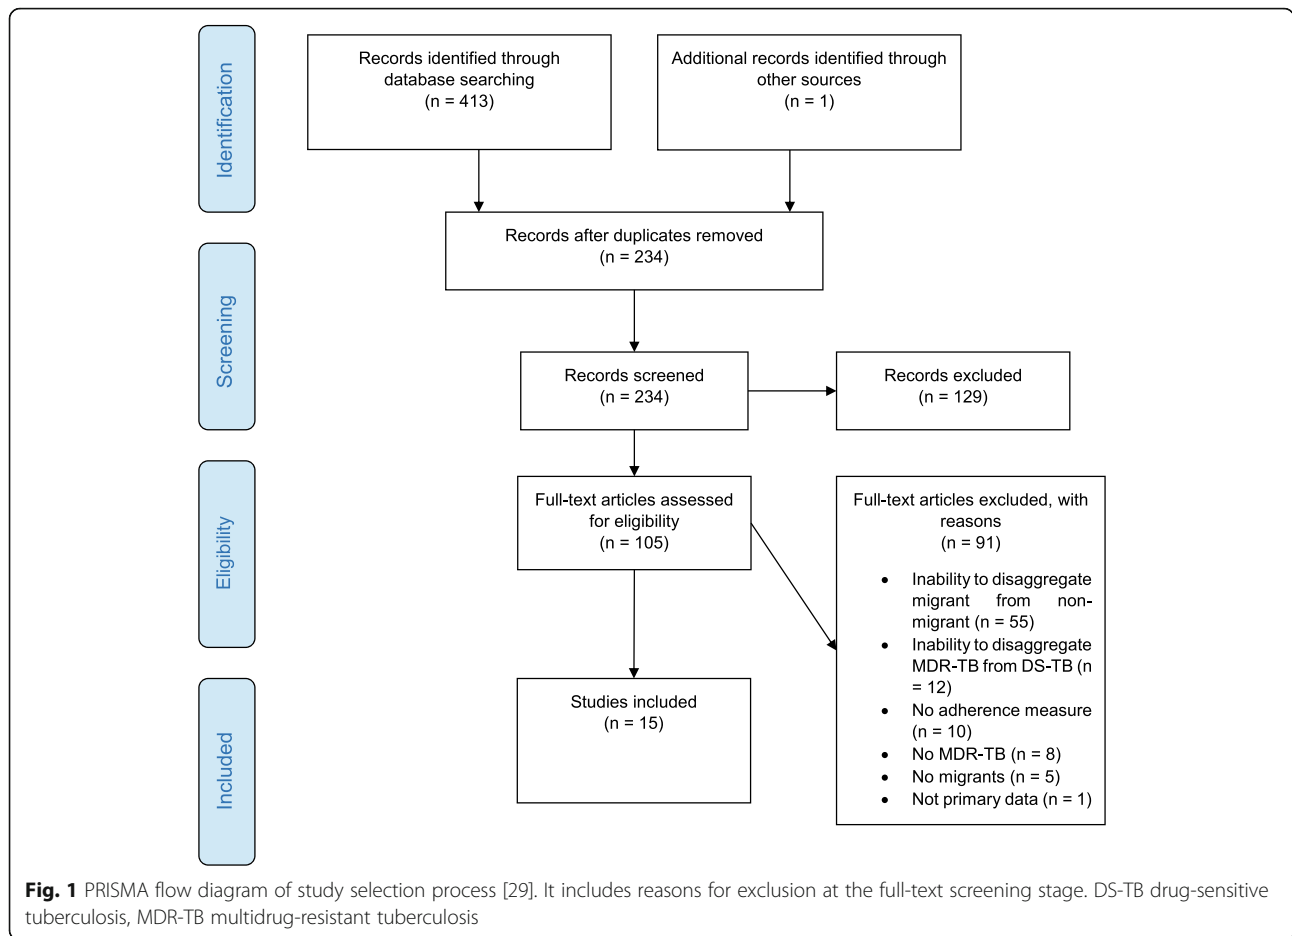 Identification
Records identified through
database searching
(n = 413)
Additional records identified through
other sources
(n = 1)
Records after duplicates removed
(n = 234)
Screening
Records screened
(n = 234)
Records excluded
(n = 129)
Eligibility
Full-text articles assessed
for eligibility
(n = 105)
Full-text articles excluded, with
reasons
(n = 91)
• Inability to disaggregate
migrant from non-
migrant (n = 55)
• Inability to disaggregate
MDR-TB from DS-TB (n
= 12)
• No adherence measure
(n = 10)
• No MDR-TB (n = 8)
• No migrants (n = 5)
• Not primary data (n = 1)
Included
Studies included
(n = 15)
Fig. 1 PRISMA flow diagram of study selection process [29]. It includes reasons for exclusion at the full-text screening stage. DS-TB drug-sensitive
tuberculosis, MDR-TB multidrug-resistant tuberculosis